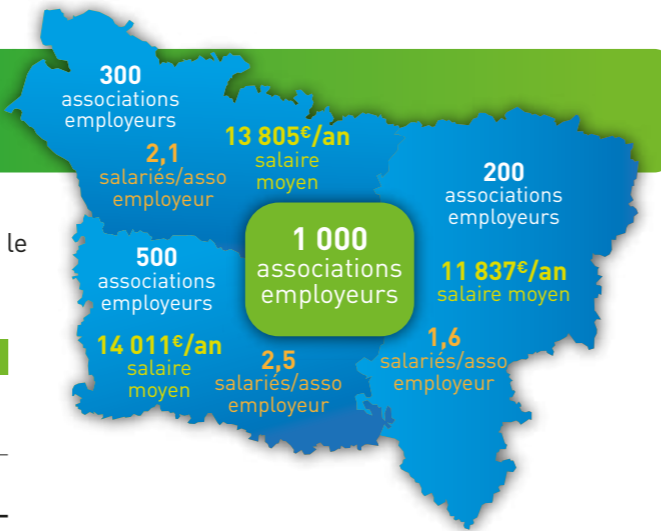 300
associations
employeurs
2,1
salariés/asso
employeur
13 805€/an
salaire
moyen
200
associations
employeurs
11 837€/an
salaire moyen
1,6
salariés/asso
employeur
1 000
associations
employeurs
500
associations
employeurs
14 011€/an
salaire
moyen
2,5
salariés/asso
employeur
le